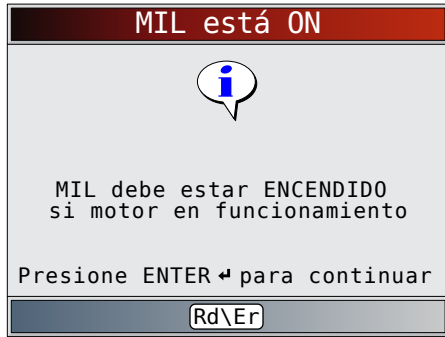 MIL está ON
MIL debe estar ENCENDIDO
si motor en funcionamiento
Presione ENTER ↵ para continuar
Rd\Er